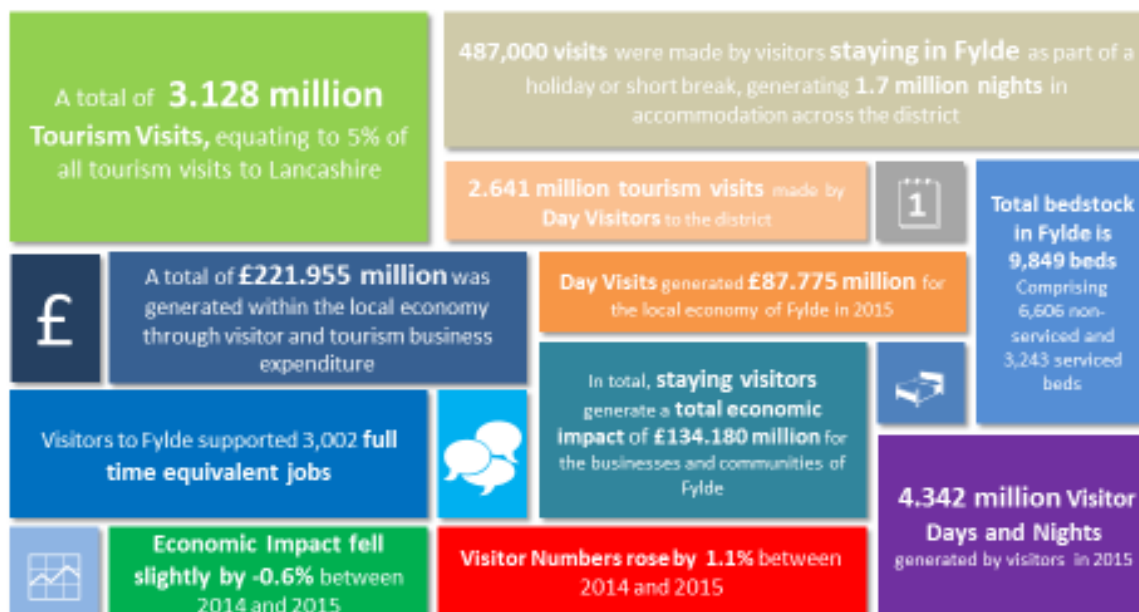 A total of 3.128 million
Tourism Visits, equating to 5% of
all tourism visits to Lancashire
487,000 visits were made by visitors staying in Fylde as part of a
holiday or short break, generating 1.7 million nights in
accommodation across the district
2.641 million tourism visits made by
Day Visitors to the district
1
Total bedstock
in Fylde is
9,849 beds
Comprising
6,606 non-
serviced and
3,243 serviced
beds
£
A total of £221.955 million was
generated within the local economy
through visitor and tourism business
expenditure
Day Visits generated £87.775 million for
the local economy of Fylde in 2015
In total, staying visitors
generate a total economic
impact of £134.180 million for
the businesses and communities of
Fylde
Visitors to Fylde supported 3,002 full
time equivalent jobs
4.342 million Visitor
Days and Nights
generated by visitors in 2015
Economic Impact fell
slightly by -0.6% between
2014 and 2015
Visitor Numbers rose by 1.1% between
2014 and 2015